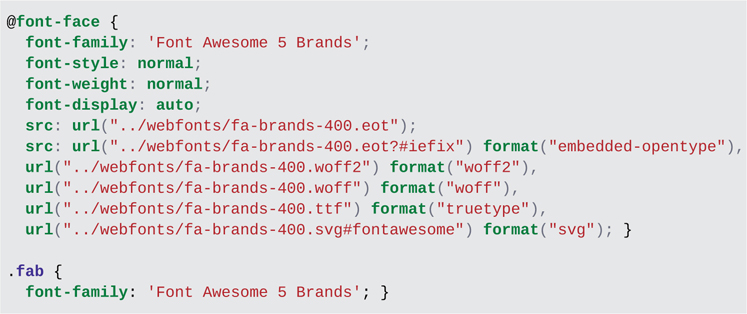 @font-face {
  font-family: 'Font Awesome 5 Brands';
  font-style: normal;
  font-weight: normal;
  font-display: auto;
  src: url("../webfonts/fa-brands-400.eot");
  src: url("../webfonts/fa-brands-400.eot?#iefix") format("embedded-opentype"),
  url("../webfonts/fa-brands-400.woff2") format("woff2"),
  url("../webfonts/fa-brands-400.woff") format("woff"),
  url("../webfonts/fa-brands-400.ttf") format("truetype"),
  url("../webfonts/fa-brands-400.svg#fontawesome") format("svg"); }

.fab {
  font-family: 'Font Awesome 5 Brands'; }